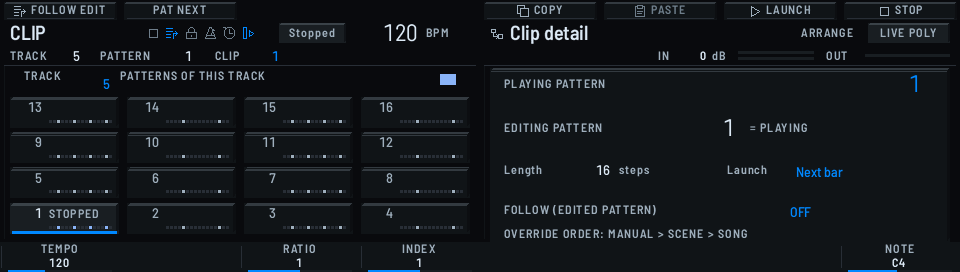 FOLLOW EDIT PAT NEXT COPY PASTE LAUNCH STOP
CLIP Stopped 120 BPM Clip detail ARRANGE LIVE POLY
TRACK 5 PATTERN 1 CLIP 1 IN 0 dB OUT
TRACK 5 PATTERNS OF THIS TRACK
13 14 15 16
9 10 11 12
5 6 7 8
1 STOPPED 2 3 4
PLAYING PATTERN 1
EDITING PATTERN 1 = PLAYING
Length 16 steps Launch Next bar
FOLLOW (EDITED PATTERN) OFF
OVERRIDE ORDER: MANUAL > SCENE > SONG
TEMPO RATIO INDEX NOTE
120 1 1 C4